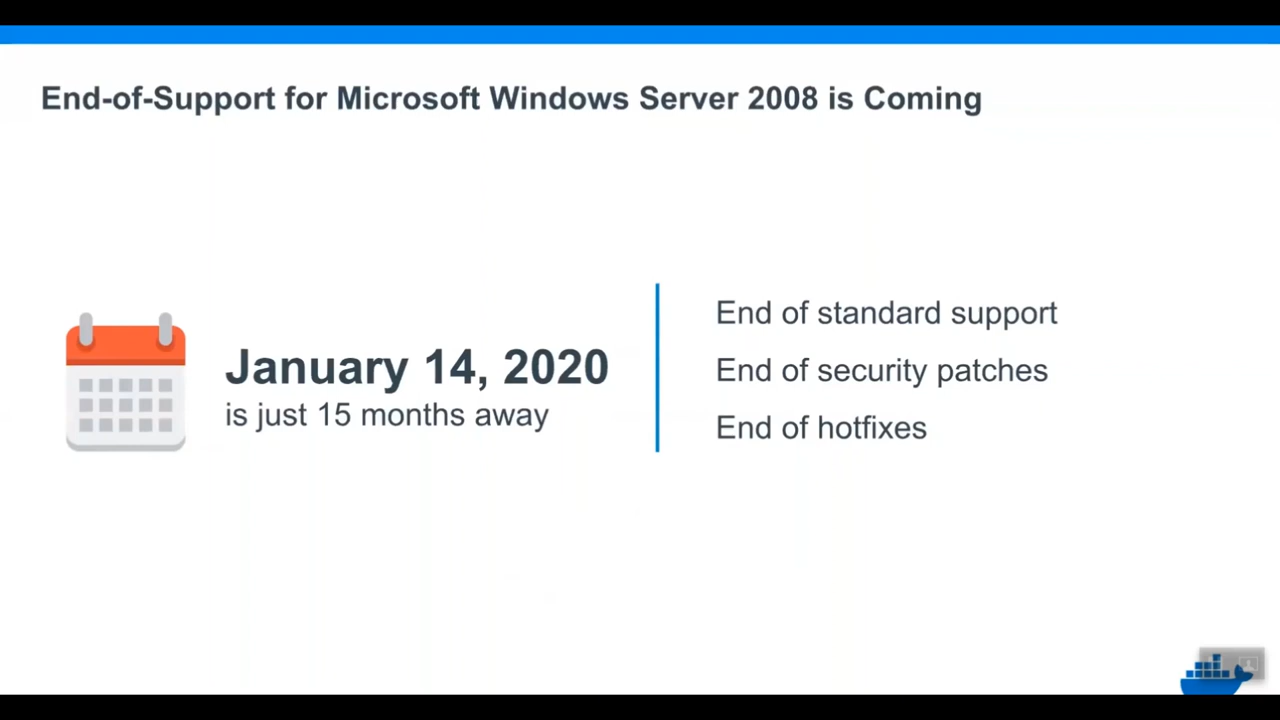 End-of-Support for Microsoft Windows Server 2008 is Coming
January 14, 2020
is just 15 months away
End of standard support
End of security patches
End of hotfixes